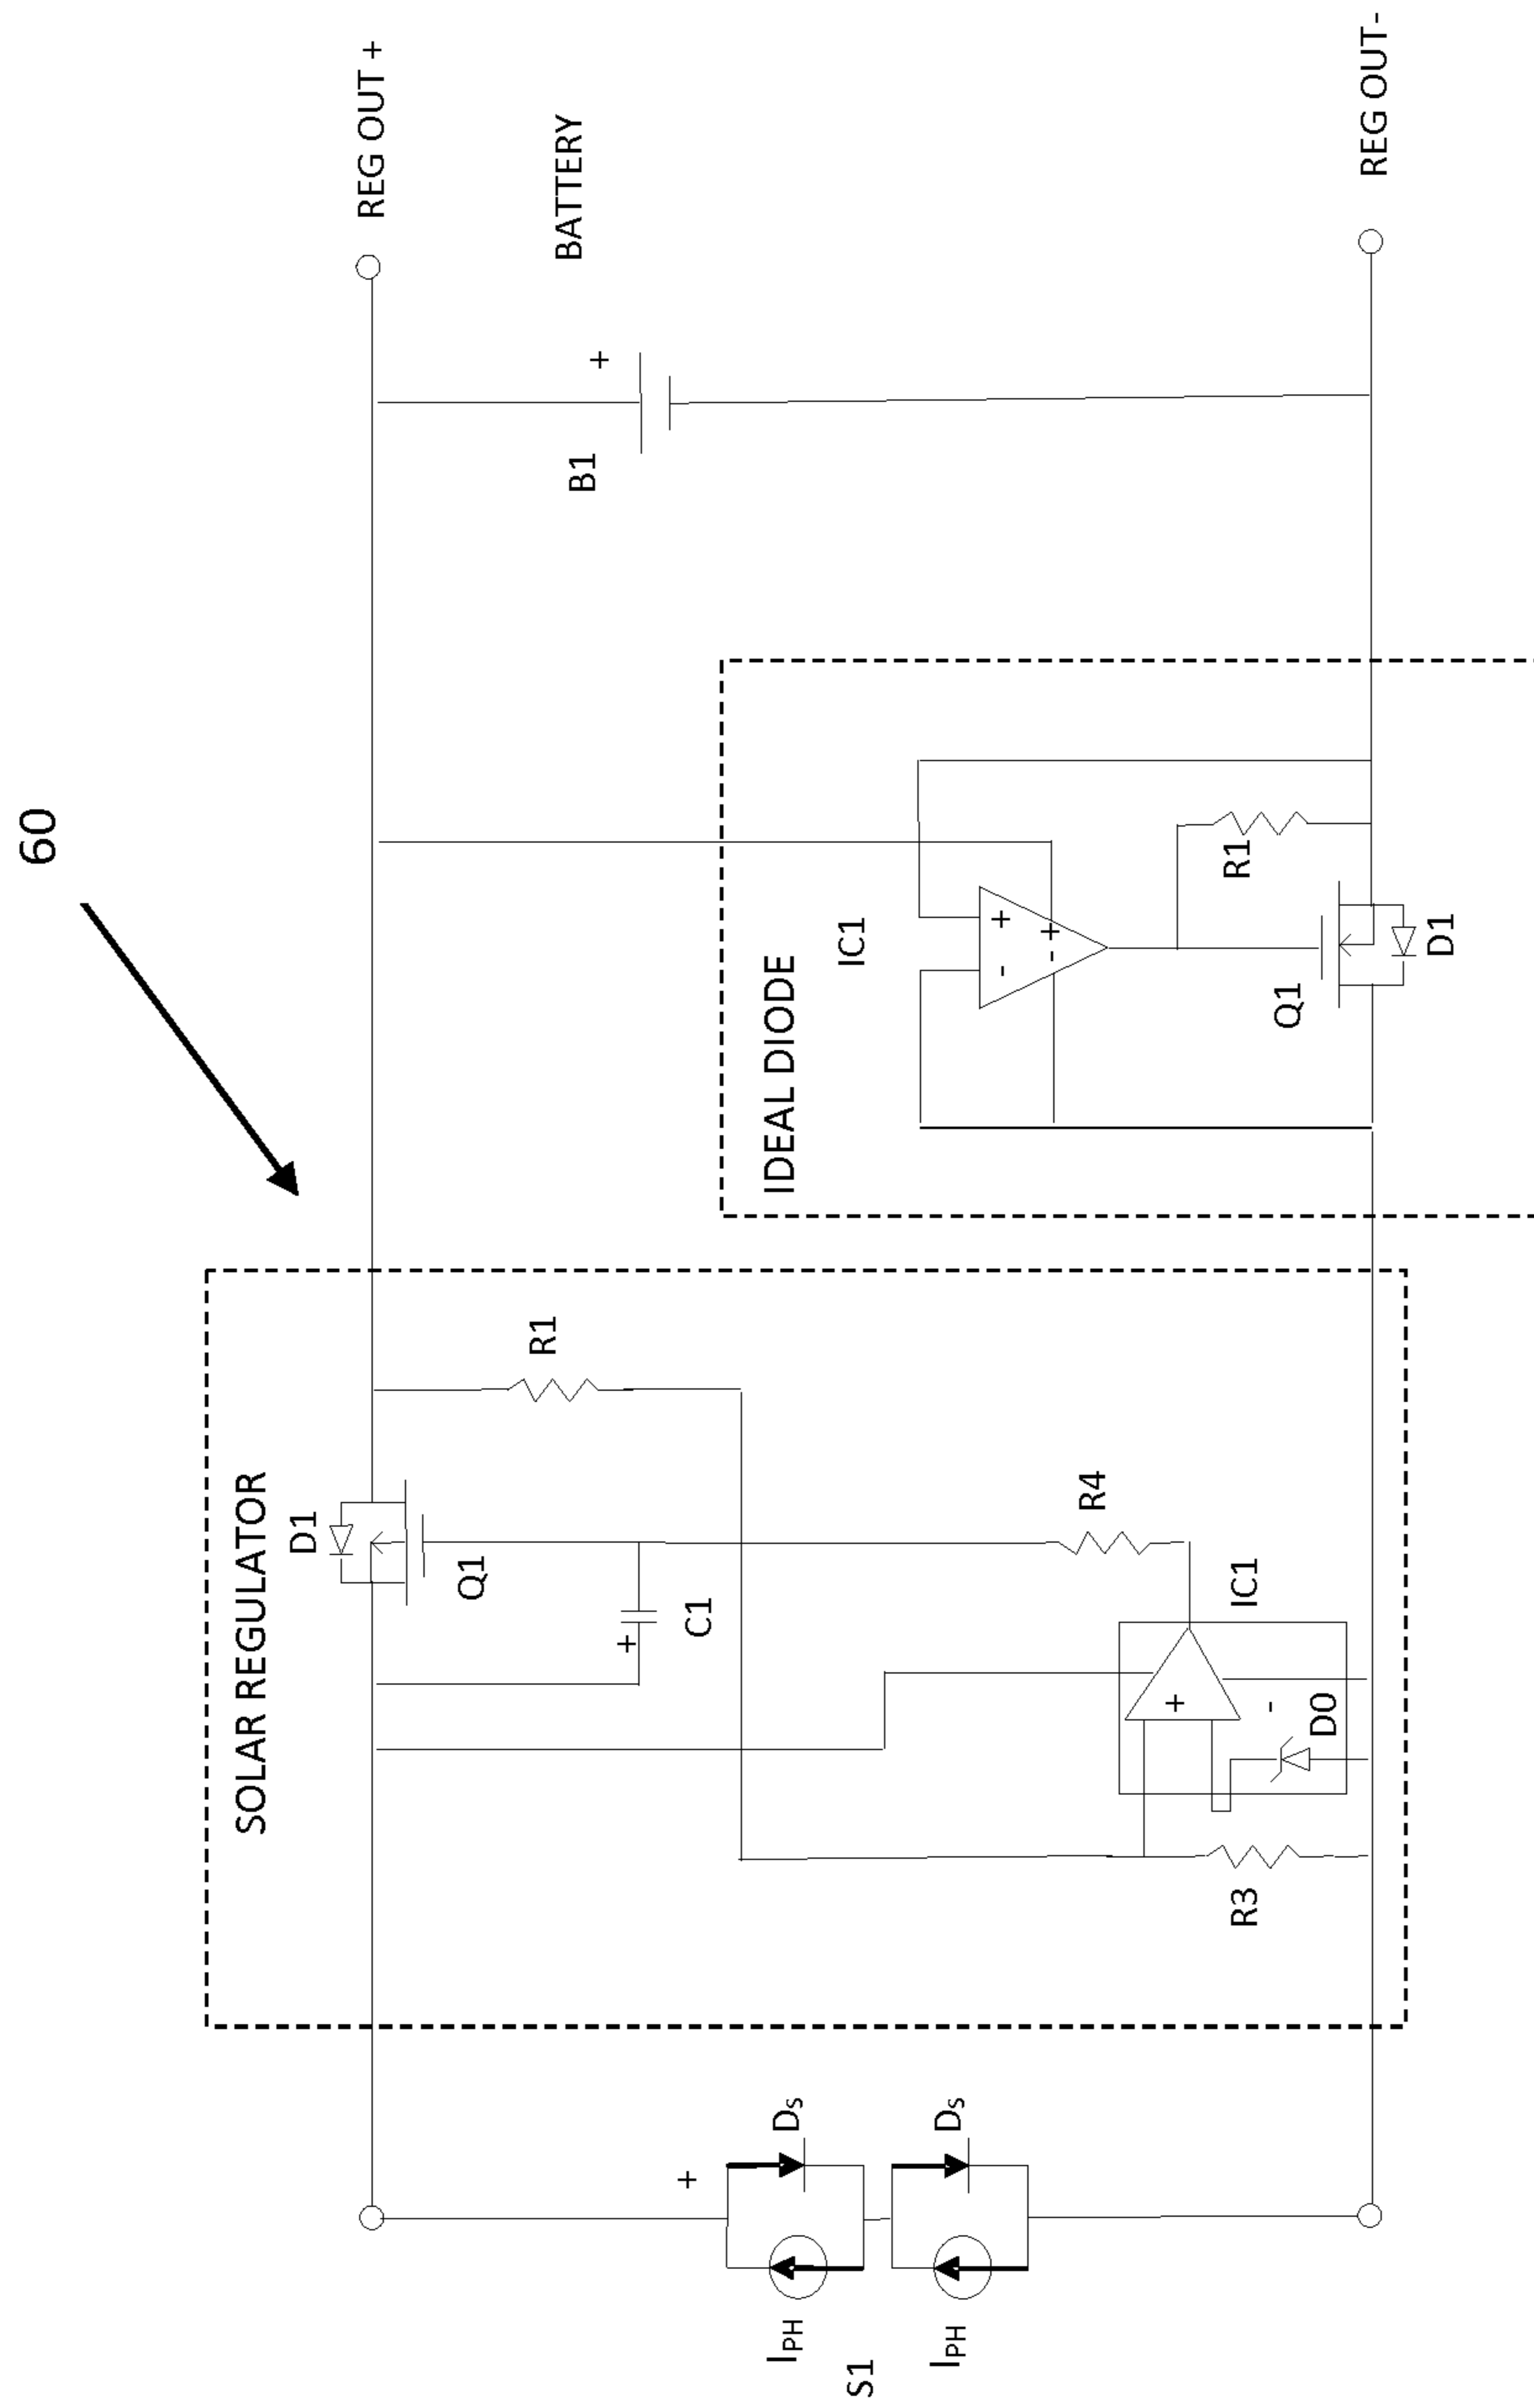 60
REG OUT +
BATTERY
+
B1
REG OUT-
SOLAR REGULATOR
D1
Q1
R1
+
C1
R4
IC1
+
-
D0
R3
IDEAL DIODE
IC1
+
-
+
-
R1
Q1
D1
+
DS
DS
IPH
S1
IPH